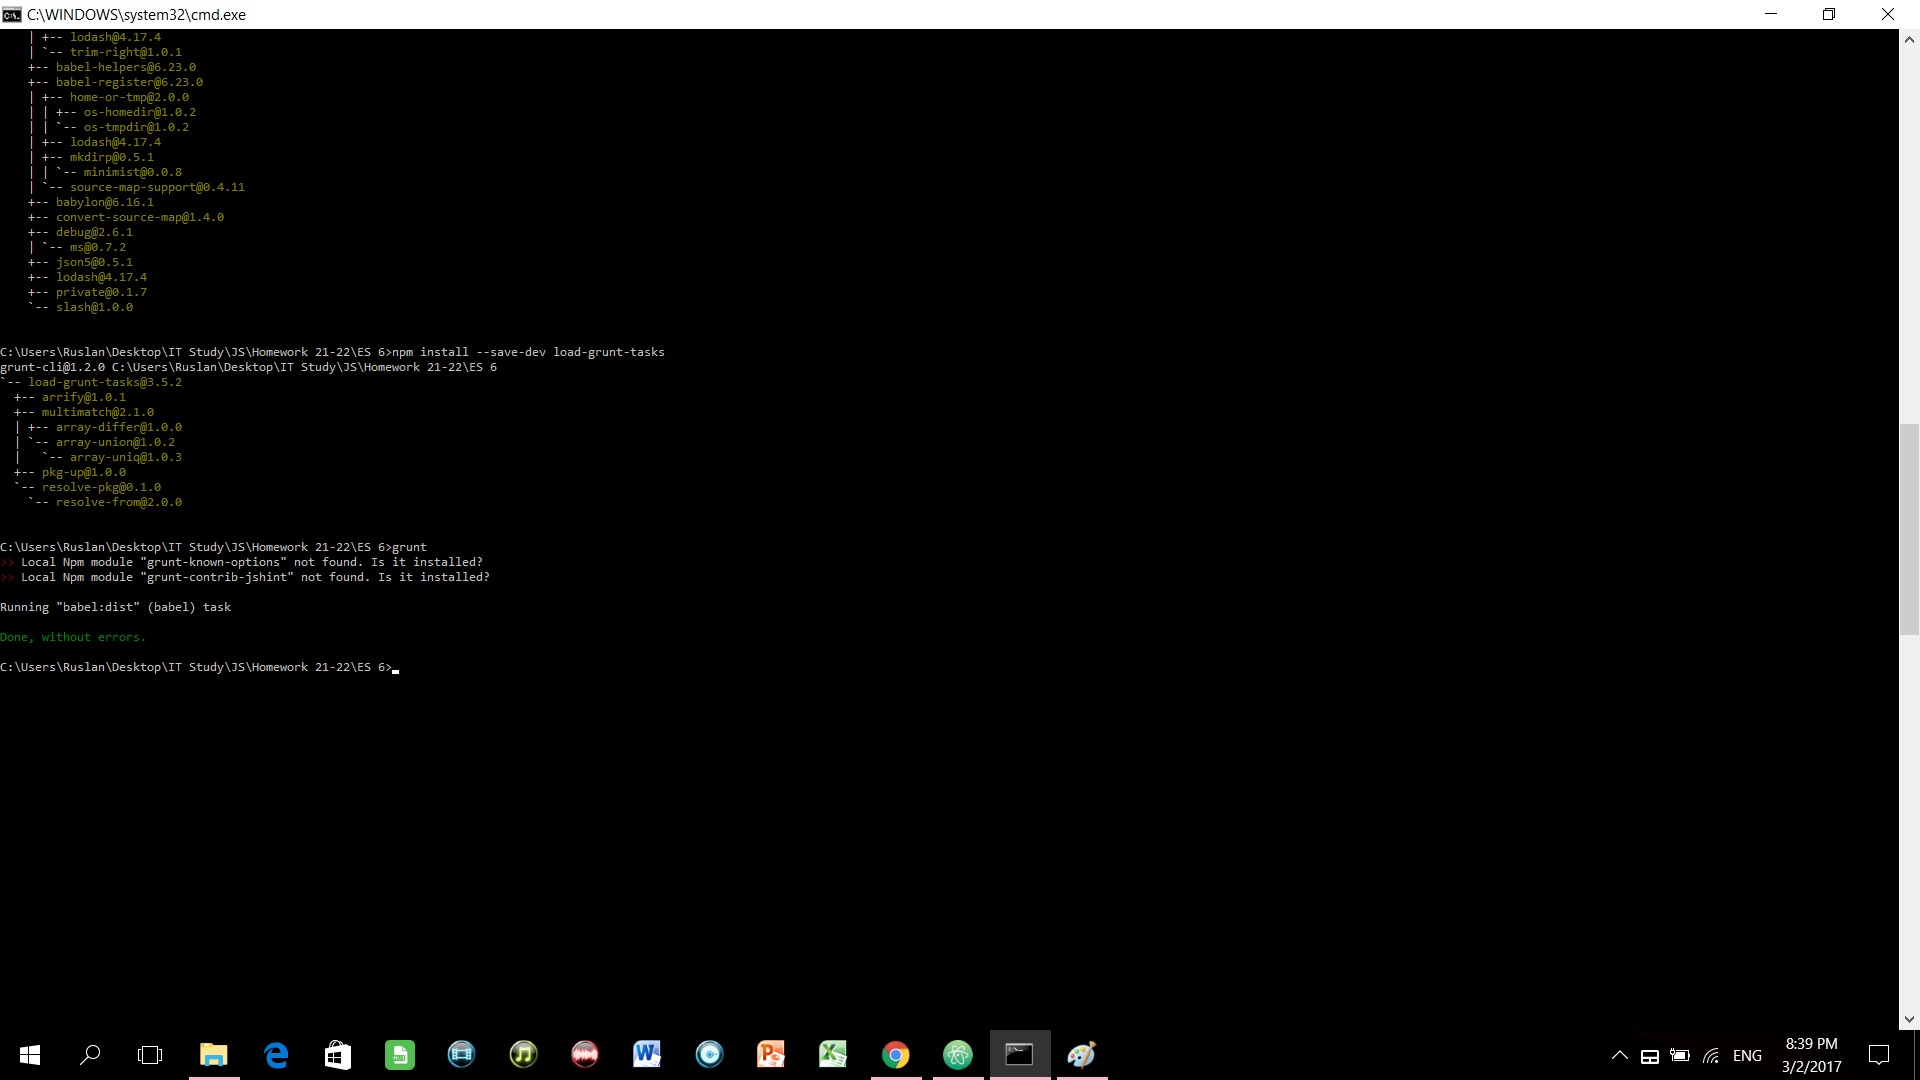 C:\WINDOWS\system32\cmd.exe
| +-- lodash@4.17.4
| `-- trim-right@1.0.1
+-- babel-helpers@6.23.0
+-- babel-register@6.23.0
| +-- home-or-tmp@2.0.0
| | +-- os-homedir@1.0.2
| | `-- os-tmpdir@1.0.2
| +-- lodash@4.17.4
| +-- mkdirp@0.5.1
| | `-- minimist@0.0.8
| `-- source-map-support@0.4.11
+-- babylon@6.16.1
+-- convert-source-map@1.4.0
+-- debug@2.6.1
| `-- ms@0.7.2
+-- json5@0.5.1
+-- lodash@4.17.4
+-- private@0.1.7
`-- slash@1.0.0
C:\Users\Ruslan\Desktop\IT Study\JS\Homework 21-22\ES 6>npm install --save-dev load-grunt-tasks
grunt-cli@1.2.0 C:\Users\Ruslan\Desktop\IT Study\JS\Homework 21-22\ES 6
`-- load-grunt-tasks@3.5.2
+-- arrify@1.0.1
+-- multimatch@2.1.0
| +-- array-differ@1.0.0
| `-- array-union@1.0.2
|   `-- array-uniq@1.0.3
+-- pkg-up@1.0.0
`-- resolve-pkg@0.1.0
`-- resolve-from@2.0.0
C:\Users\Ruslan\Desktop\IT Study\JS\Homework 21-22\ES 6>grunt
>> Local Npm module "grunt-known-options" not found. Is it installed?
>> Local Npm module "grunt-contrib-jshint" not found. Is it installed?
Running "babel:dist" (babel) task
Done, without errors.
C:\Users\Ruslan\Desktop\IT Study\JS\Homework 21-22\ES 6>
ENG
8:39 PM
3/2/2017